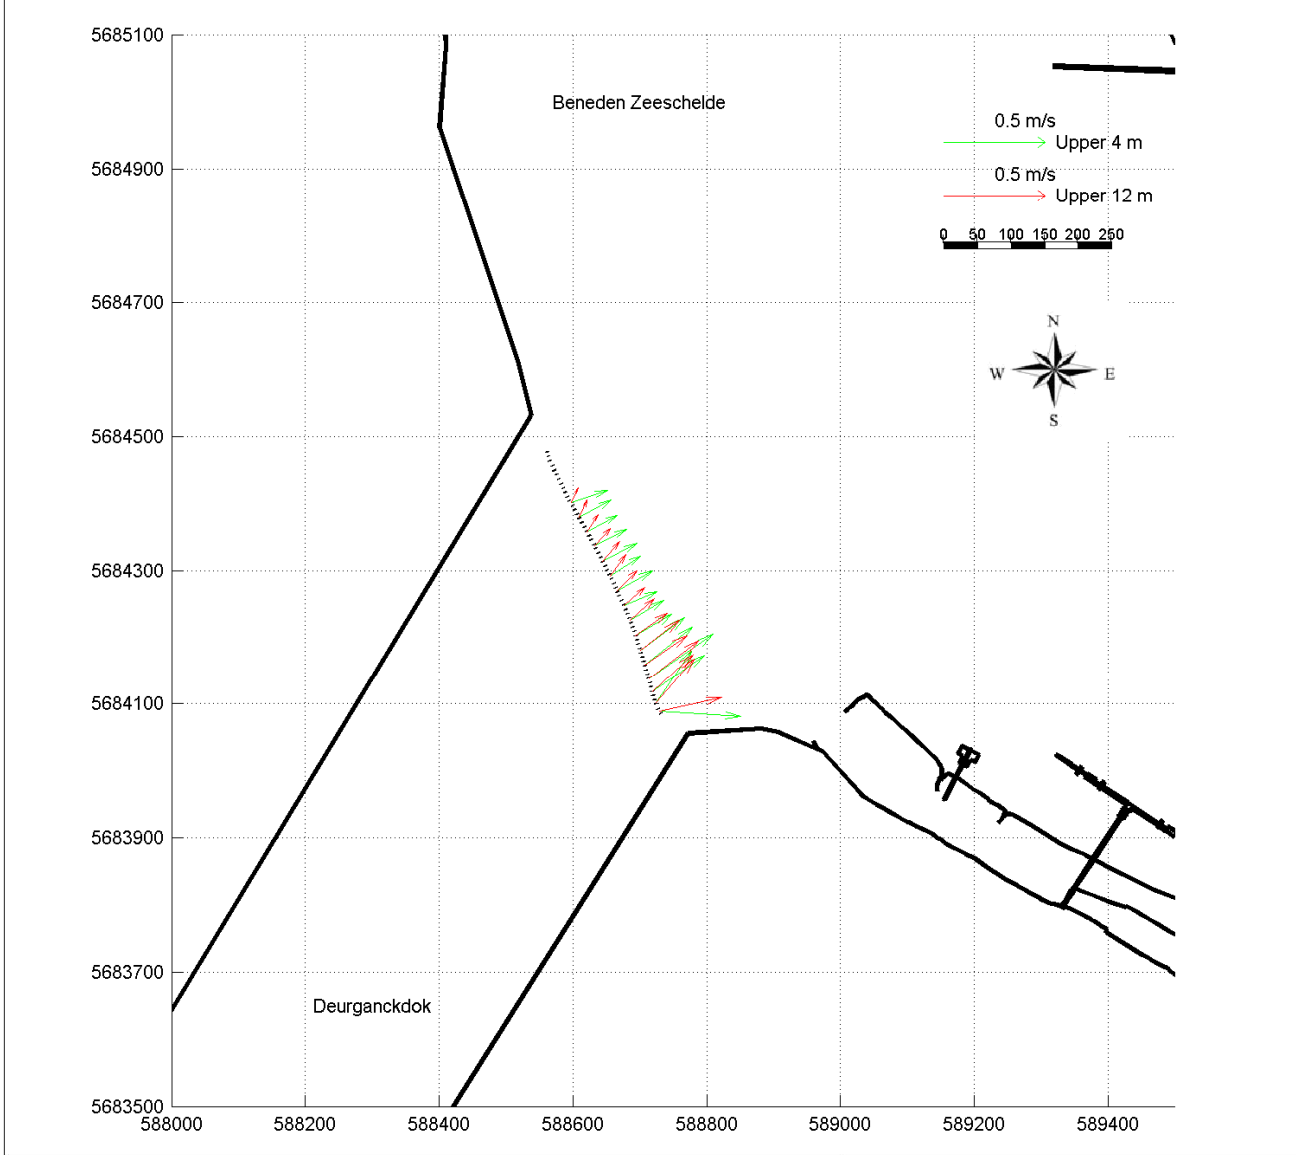 5685100
Beneden Zeeschelde
0.5 m/s
Upper 4 m
5684900
0.5 m/s
Upper 12 m
0 50 100 150 200 250
5684700
N
W E
S
5684500
5684300
5684100
5683900
5683700
Deurganckdok
5683500
588000 588200 588400 588600 588800 589000 589200 589400